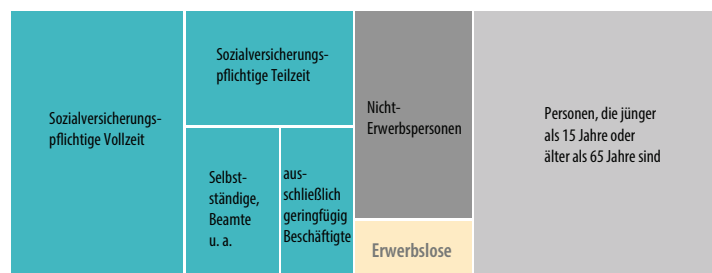 Sozialversicherungs-
pflichtige Vollzeit
Sozialversicherungs-
pflichtige Teilzeit
Selbst-
ständige,
Beamte
u. a.
aus-
schließlich
geringfügig
Beschäftigte
Nicht-
Erwerbspersonen
Erwerbslose
Personen, die jünger
als 15 Jahre oder
älter als 65 Jahre sind